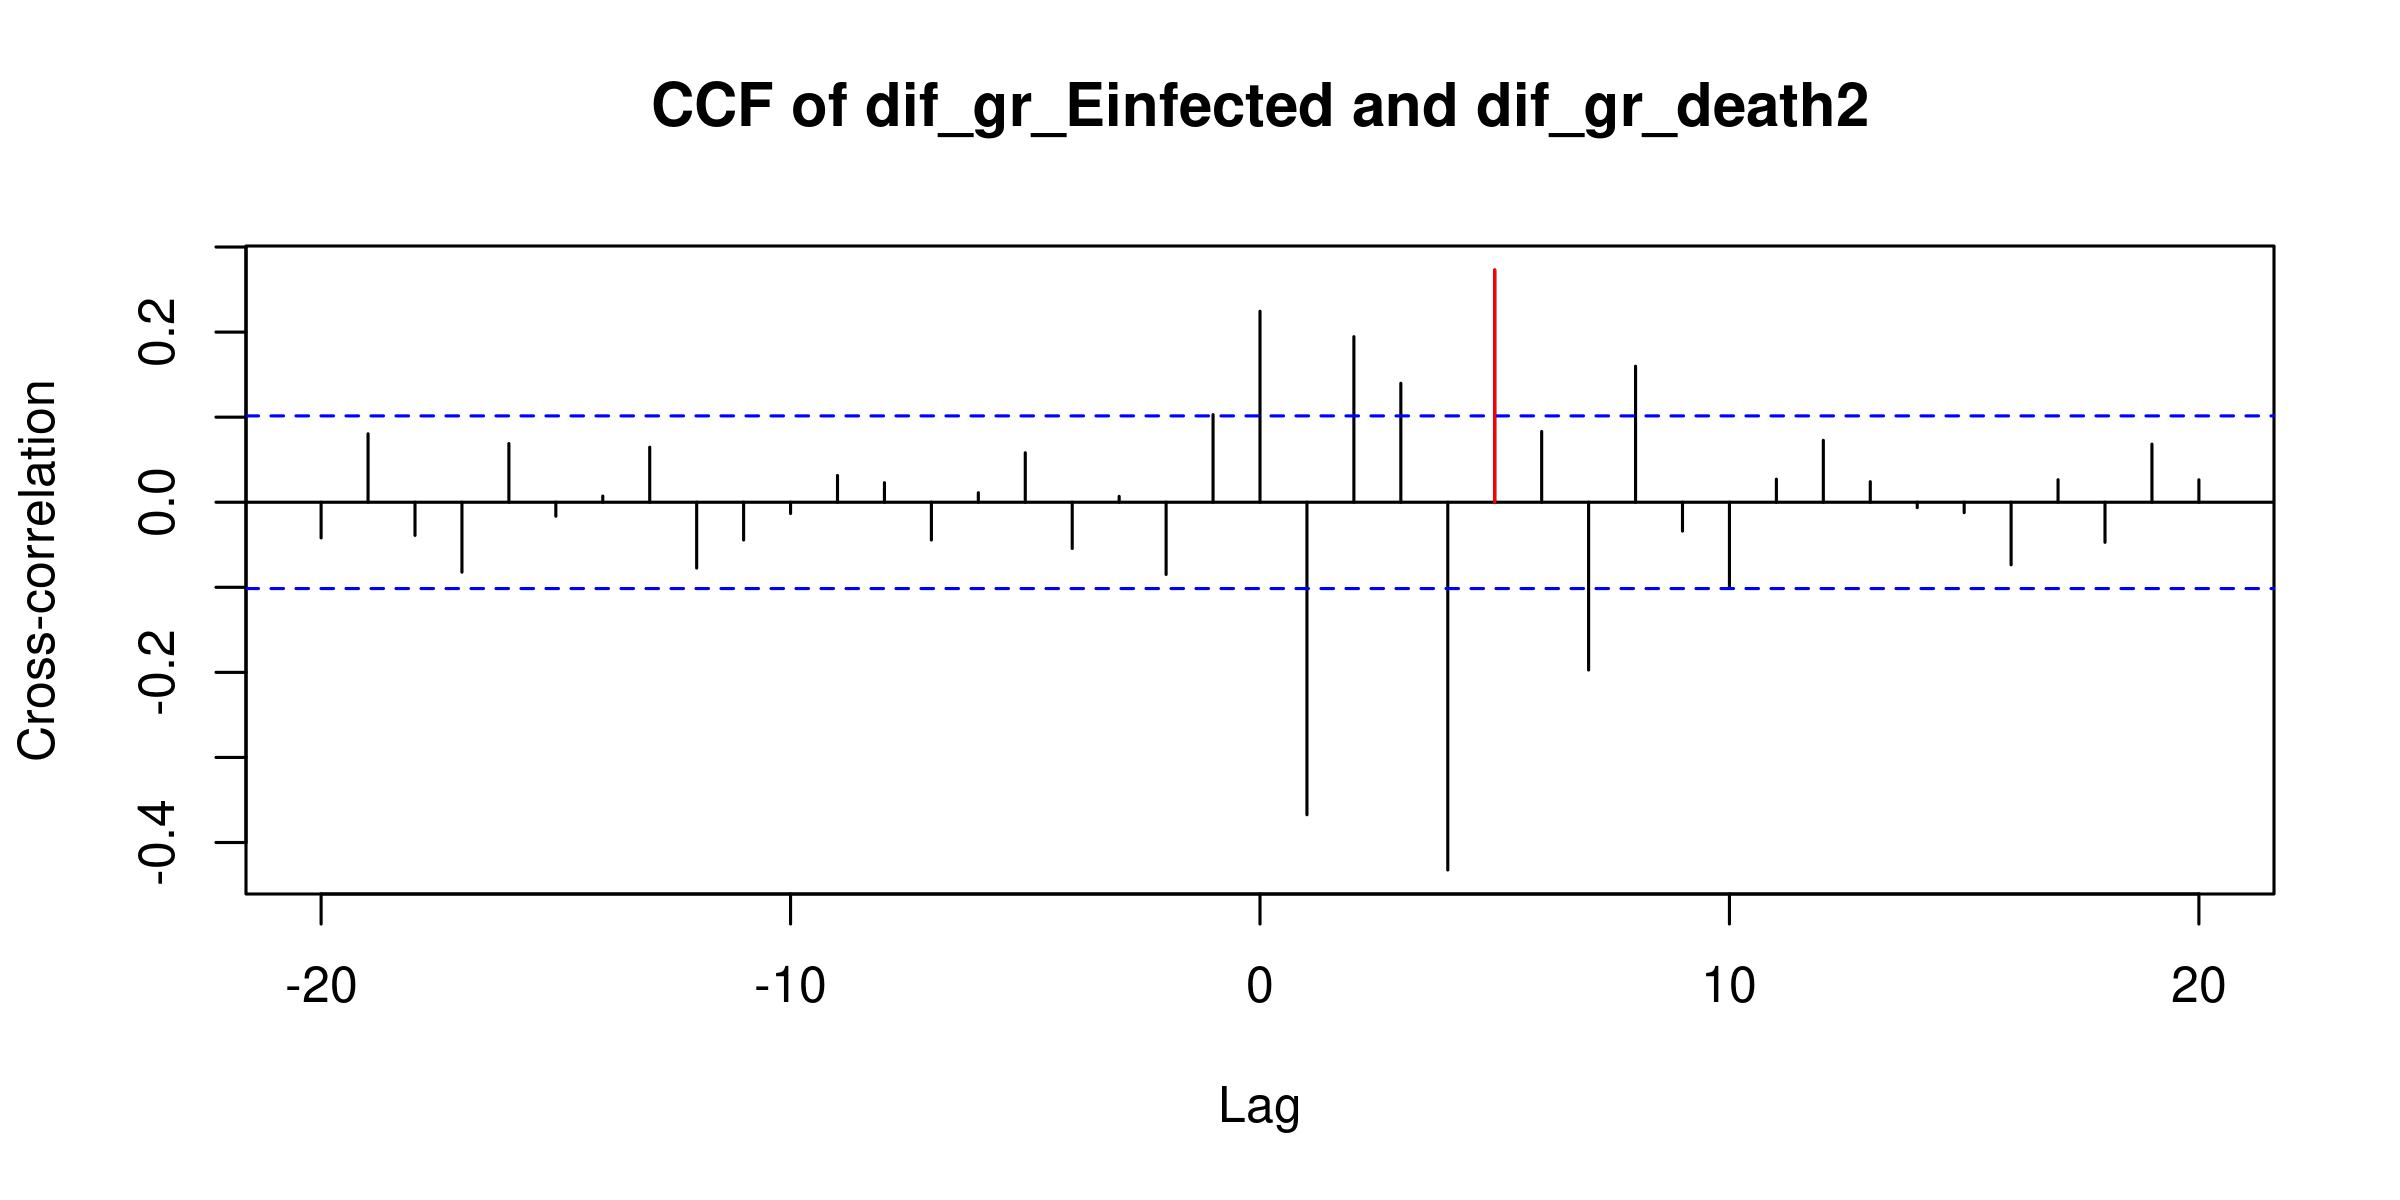 CCF of dif_gr_Einfected and dif_gr_death2
Cross-correlation
0.2
0.0
-0.2
-0.4
-20 -10 0 10 20
Lag